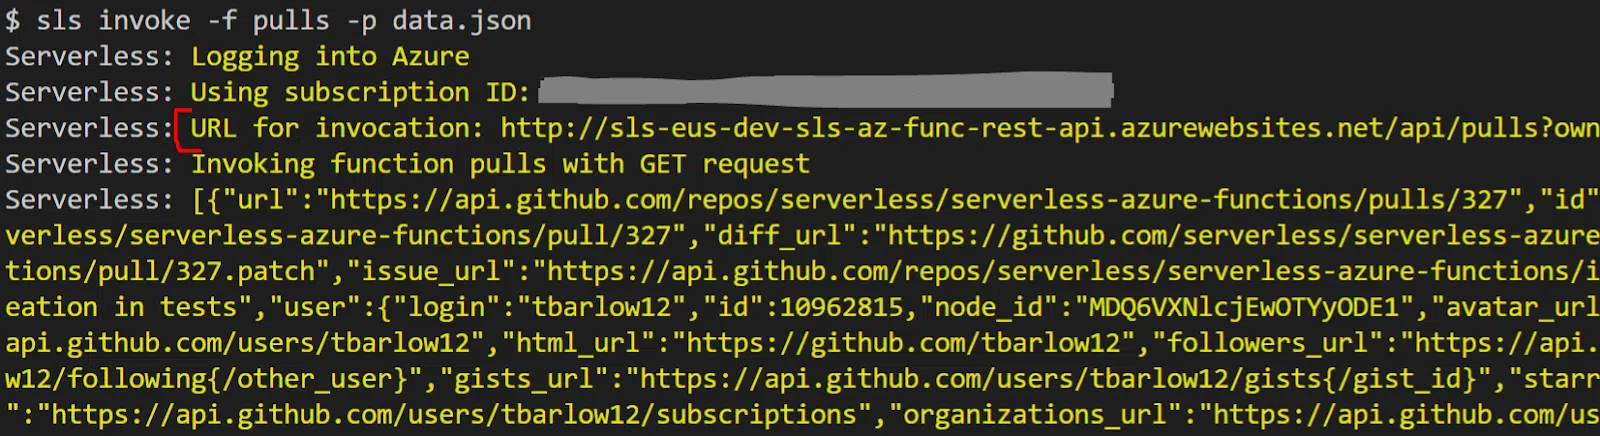 $ sls invoke -f pulls -p data.json
Serverless: Logging into Azure
Serverless: Using subscription ID:
Serverless: URL for invocation: http://sls-eus-dev-sls-az-func-rest-api.azurewebsites.net/api/pulls?own
Serverless: Invoking function pulls with GET request
Serverless: [{"url":"https://api.github.com/repos/serverless/serverless-azure-functions/pulls/327","id"
verless/serverless-azure-functions/pull/327","diff_url":"https://github.com/serverless/serverless-azure
tions/pull/327.patch","issue_url":"https://api.github.com/repos/serverless/serverless-azure-functions/i
eation in tests","user":{"login":"tbarlow12","id":10962815,"node_id":"MDQ6VXNlcjEwOTYyODE1","avatar_url
api.github.com/users/tbarlow12","html_url":"https://github.com/tbarlow12","followers_url":"https://api.
w12/following{/other_user}","gists_url":"https://api.github.com/users/tbarlow12/gists{/gist_id}","starr
":"https://api.github.com/users/tbarlow12/subscriptions","organizations_url":"https://api.github.com/us